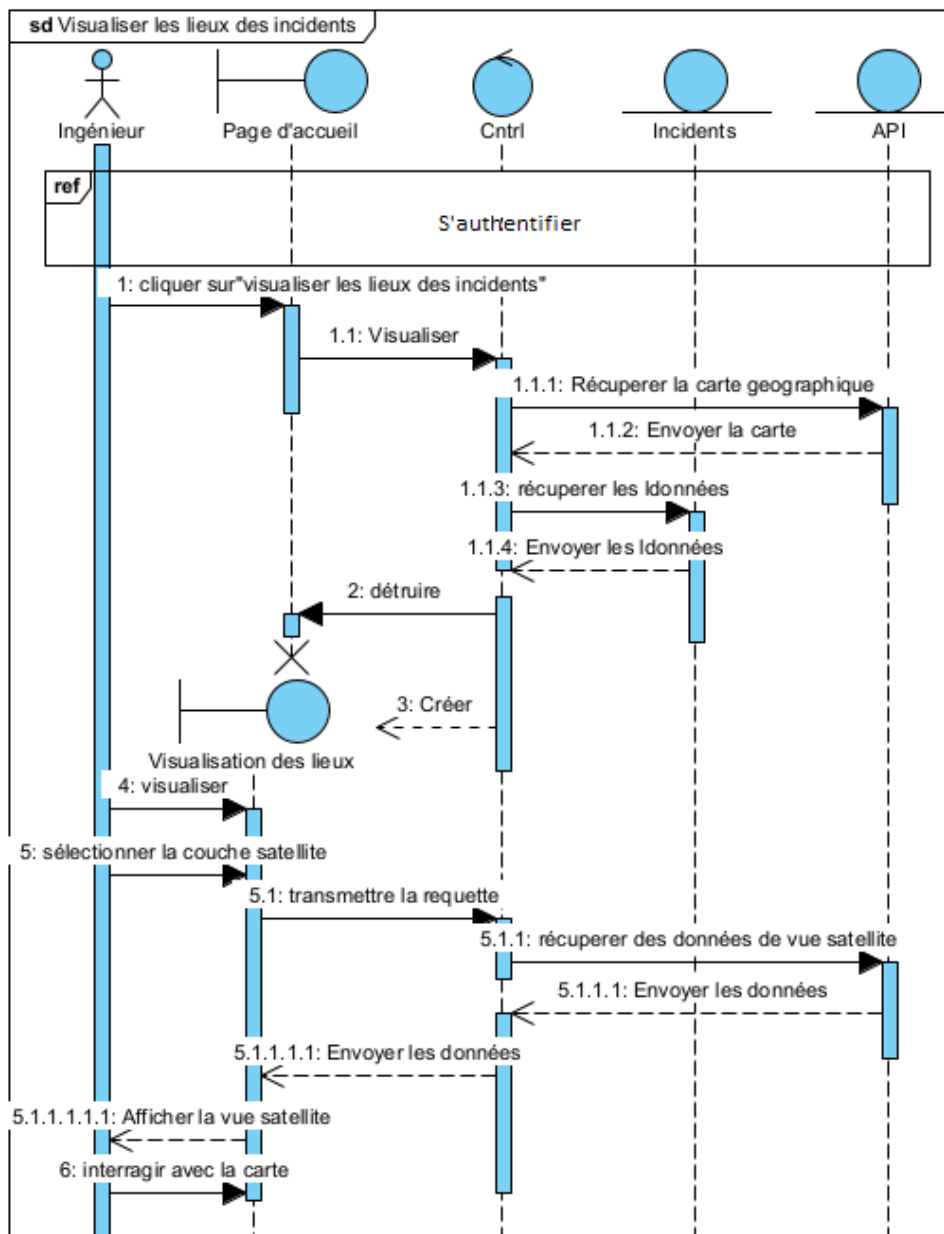 sd Visualiser les lieux des incidents
Ingénieur
Page d'accueil
Cntrl
Incidents
API
ref
S'authentifier
1: cliquer sur"visualiser les lieux des incidents"
1.1: Visualiser
1.1.1: Récuperer la carte geographique
1.1.2: Envoyer la carte
1.1.3: récuperer les ldonnées
1.1.4: Envoyer les ldonnées
2: détruire
3: Créer
Visualisation des lieux
4: visualiser
5: sélectionner la couche satellite
5.1: transmettre la requette
5.1.1: récuperer des données de vue satellite
5.1.1.1: Envoyer les données
5.1.1.1.1: Envoyer les données
5.1.1.1.1.1: Afficher la vue satellite
6: interragir avec la carte